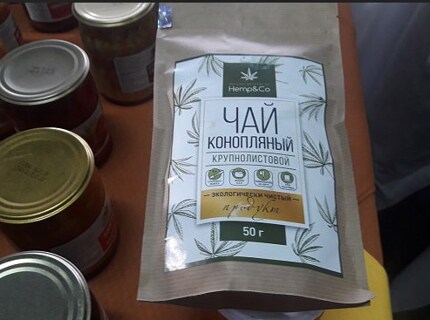 Hemp&Co
ЧАЙ
КОНОПЛЯНЫЙ
КРУПНОЛИСТОВОЙ
ЭКОЛОГИЧЕСКИ ЧИСТЫЙ
продукт
50 г